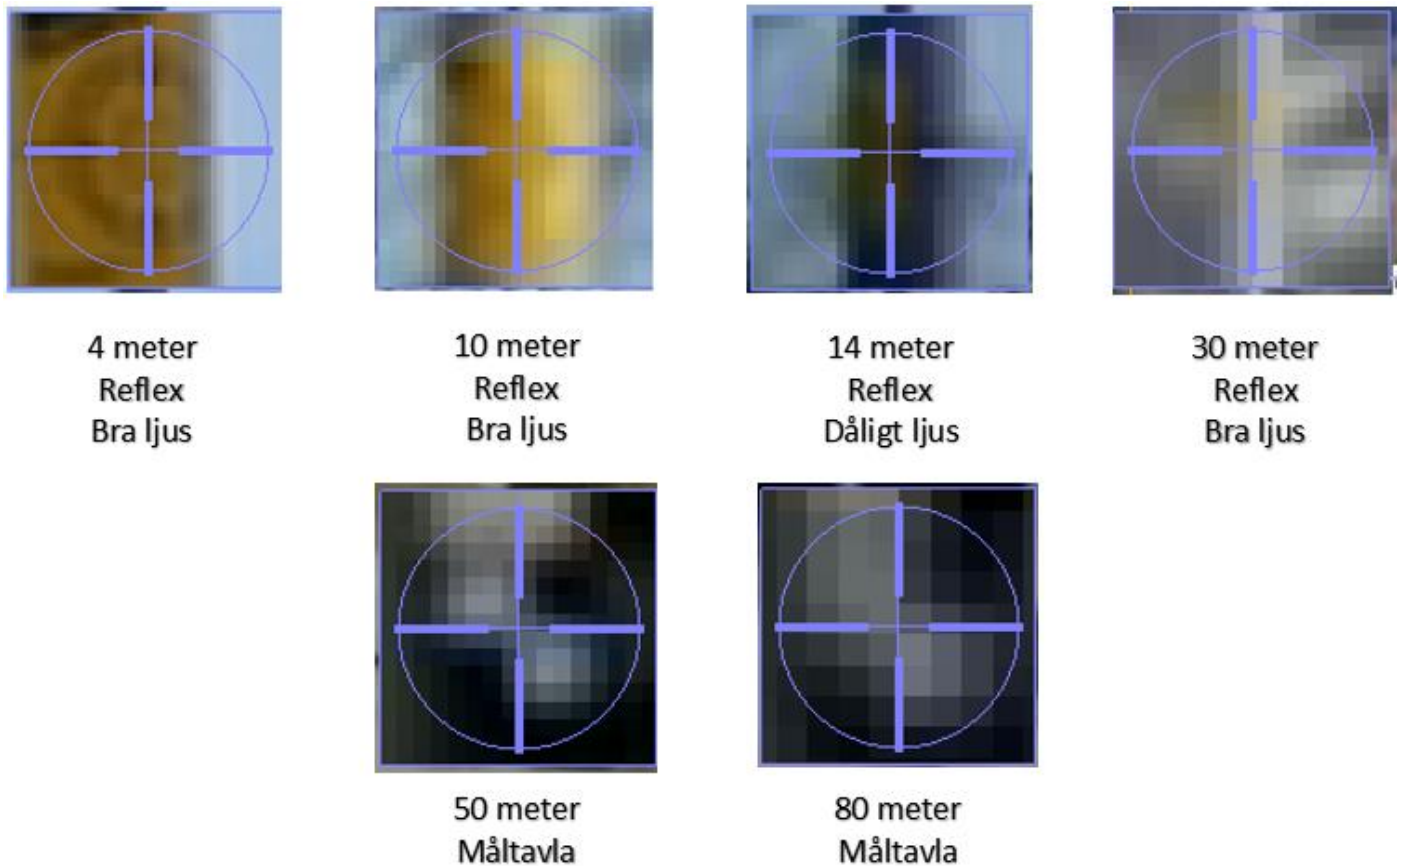 4 meter
Reflex
Bra ljus
10 meter
Reflex
Bra ljus
14 meter
Reflex
Dåligt ljus
30 meter
Reflex
Bra ljus
50 meter
Måltavla
80 meter
Måltavla